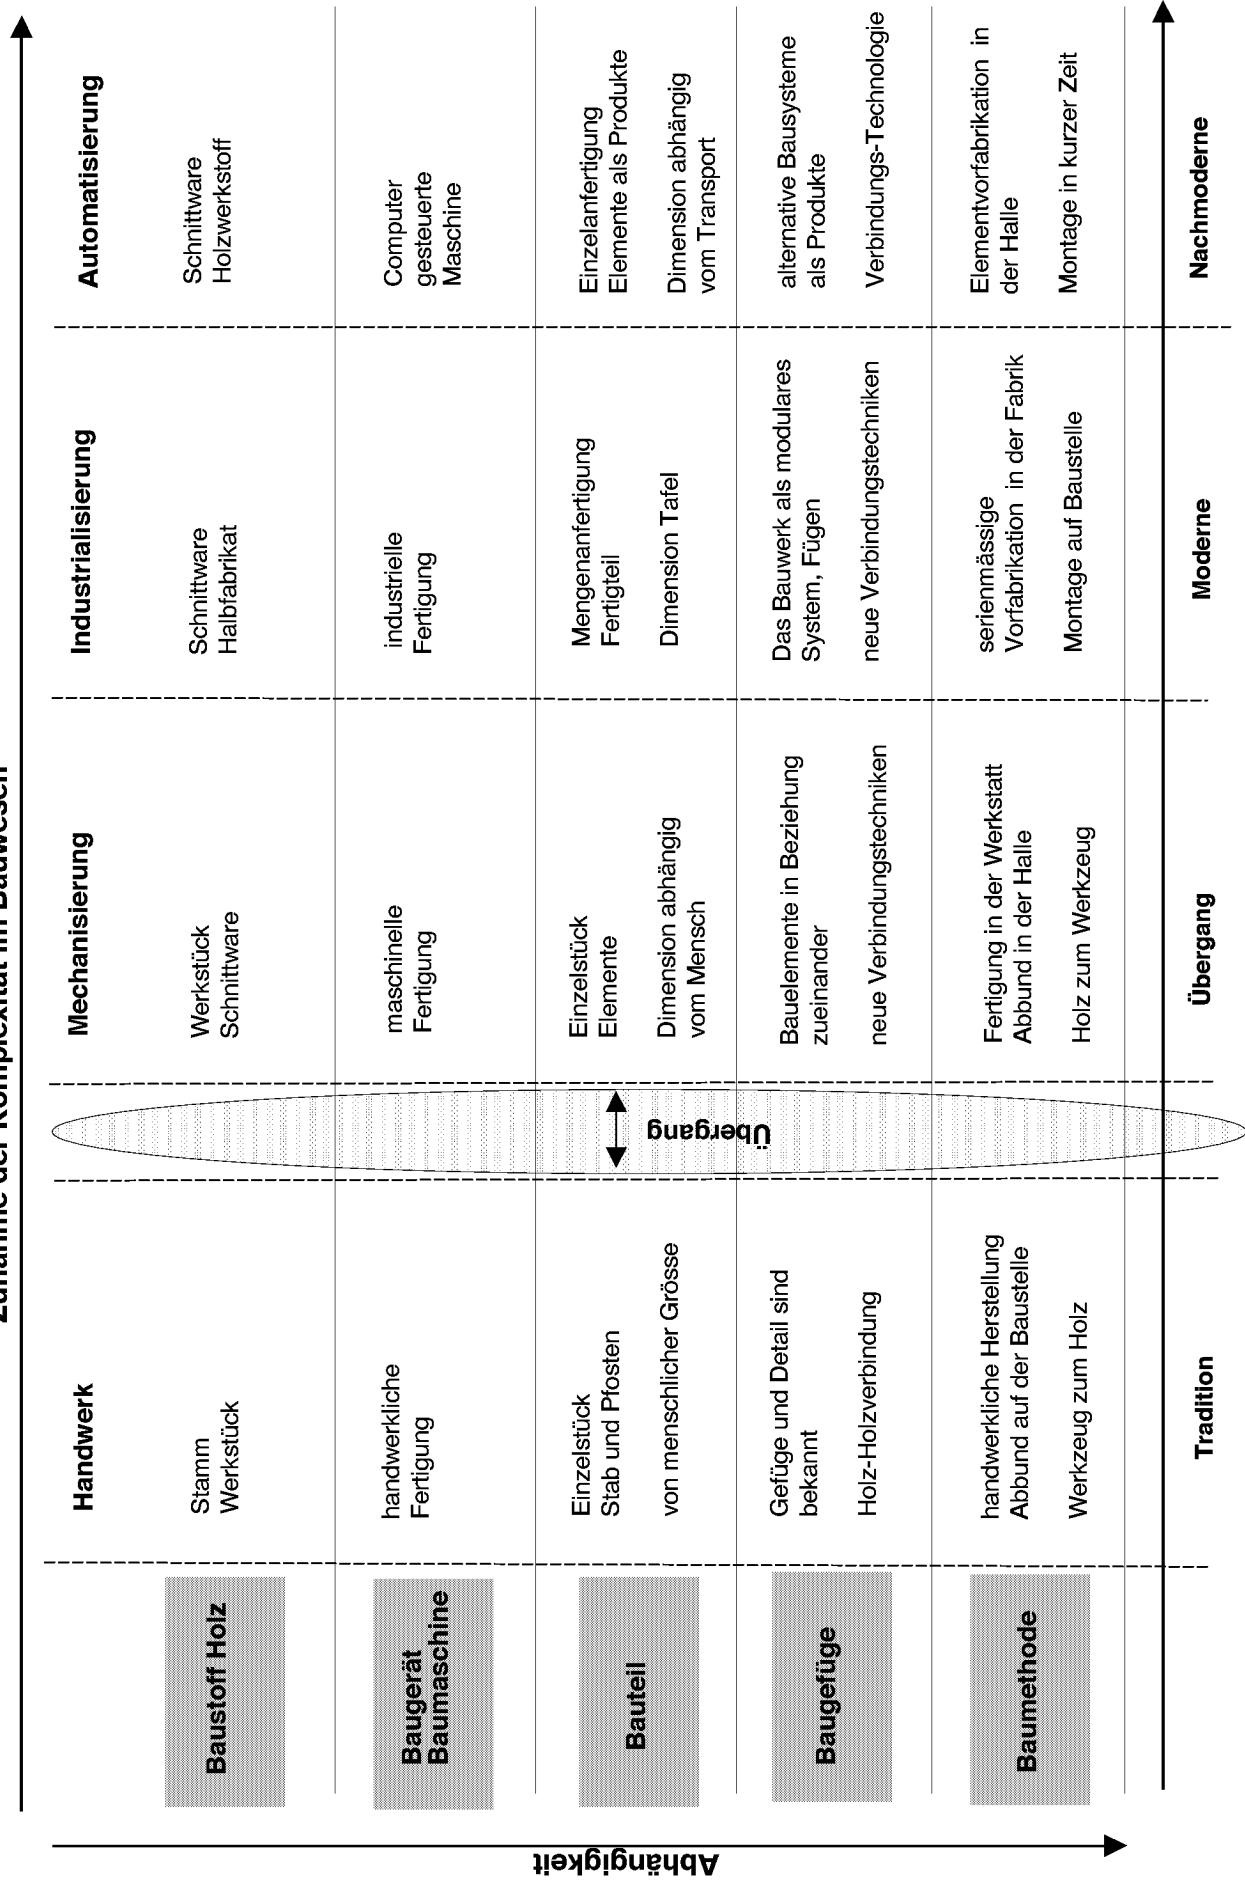 Zunahme der Komplexität im Bauwesen
Handwerk
Mechanisierung
Industrialisierung
Automatisierung
Baustoff Holz
Stamm
Werkstück
Werkstück
Schnittware
Schnittware
Halbfabrikat
Schnittware
Holzwerkstoff
Baugerät
Baumaschine
handwerkliche
Fertigung
maschinelle
Fertigung
industrielle
Fertigung
Computer
gesteuerte
Maschine
Bauteil
Einzelstück
Stab und Pfosten
von menschlicher Grösse
Einzelstück
Elemente
Dimension abhängig
vom Mensch
Mengenanfertigung
Fertigteil
Dimension Tafel
Einzelanfertigung
Elemente als Produkte
Dimension abhängig
vom Transport
Baugefüge
Gefüge und Detail sind
bekannt
Holz-Holzverbindung
Bauelemente in Beziehung
zueinander
neue Verbindungstechniken
Das Bauwerk als modulares
System, Fügen
neue Verbindungstechniken
alternative Bausysteme
als Produkte
Verbindungs-Technologie
Baumethode
handwerkliche Herstellung
Abbund auf der Baustelle
Werkzeug zum Holz
Fertigung in der Werkstatt
Abbund in der Halle
Holz zum Werkzeug
serienmässige
Vorfabrikation in der Fabrik
Montage auf Baustelle
Elementvorfabrikation in
der Halle
Montage in kurzer Zeit
Tradition
Übergang
Moderne
Nachmoderne
Übergang
Abhängigkeit